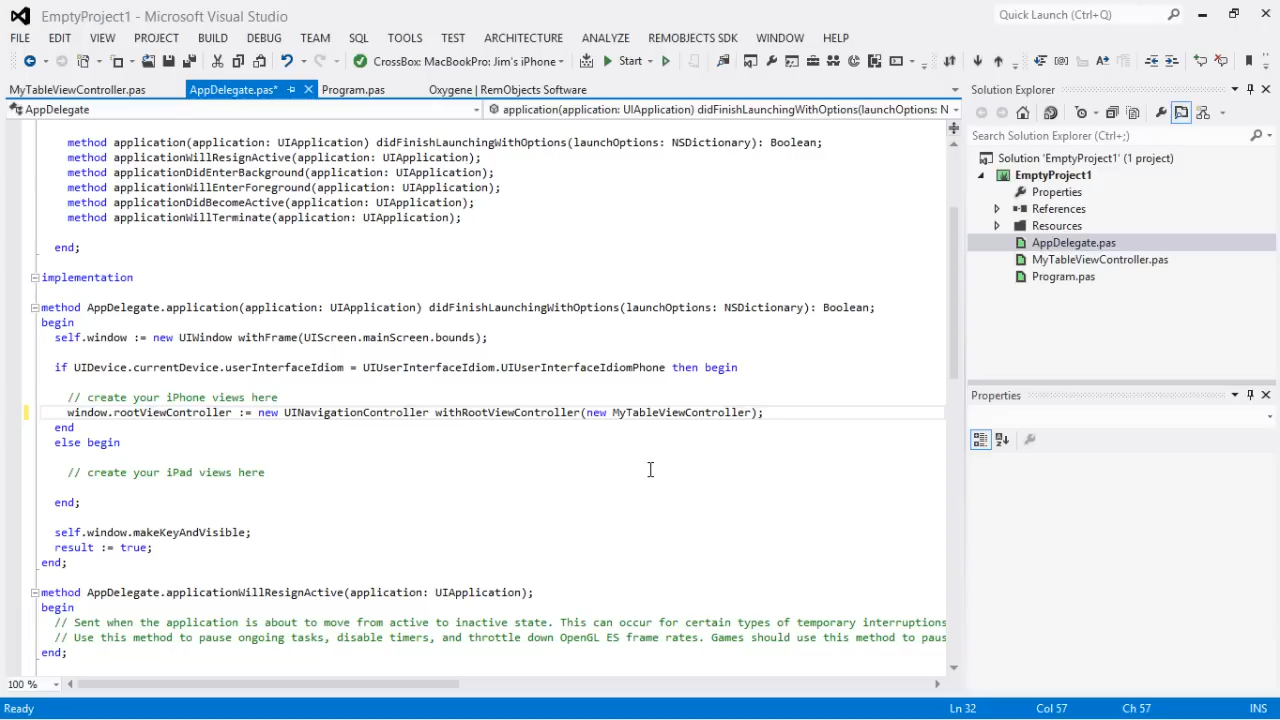 EmptyProject1 - Microsoft Visual Studio
Quick Launch (Ctrl+Q)
FILE EDIT VIEW PROJECT BUILD DEBUG TEAM SQL TOOLS TEST ARCHITECTURE ANALYZE REMOBJECTS SDK WINDOW HELP
CrossBox: MacBookPro: Jim's iPhone Start
MyTableViewController.pas AppDelegate.pas* Program.pas Oxygene | RemObjects Software
AppDelegate application(application: UIApplication) didFinishLaunchingWithOptions(launchOptions: N
method application(application: UIApplication) didFinishLaunchingWithOptions(launchOptions: NSDictionary): Boolean;
method applicationWillResignActive(application: UIApplication);
method applicationDidEnterBackground(application: UIApplication);
method applicationWillEnterForeground(application: UIApplication);
method applicationDidBecomeActive(application: UIApplication);
method applicationWillTerminate(application: UIApplication);
end;
implementation
method AppDelegate.application(application: UIApplication) didFinishLaunchingWithOptions(launchOptions: NSDictionary): Boolean;
begin
self.window := new UIWindow withFrame(UIScreen.mainScreen.bounds);
if UIDevice.currentDevice.userInterfaceIdiom = UIUserInterfaceIdiom.UIUserInterfaceIdiomPhone then begin
// create your iPhone views here
window.rootViewController := new UINavigationController withRootViewController(new MyTableViewController);
end
else begin
// create your iPad views here
end;
self.window.makeKeyAndVisible;
result := true;
end;
method AppDelegate.applicationWillResignActive(application: UIApplication);
begin
// Sent when the application is about to move from active to inactive state. This can occur for certain types of temporary interruptions
// Use this method to pause ongoing tasks, disable timers, and throttle down OpenGL ES frame rates. Games should use this method to paus
end;
100 %
Solution Explorer
Search Solution Explorer (Ctrl+;)
Solution 'EmptyProject1' (1 project)
EmptyProject1
Properties
References
Resources
AppDelegate.pas
MyTableViewController.pas
Program.pas
Properties
Ready Ln 32 Col 57 Ch 57 INS